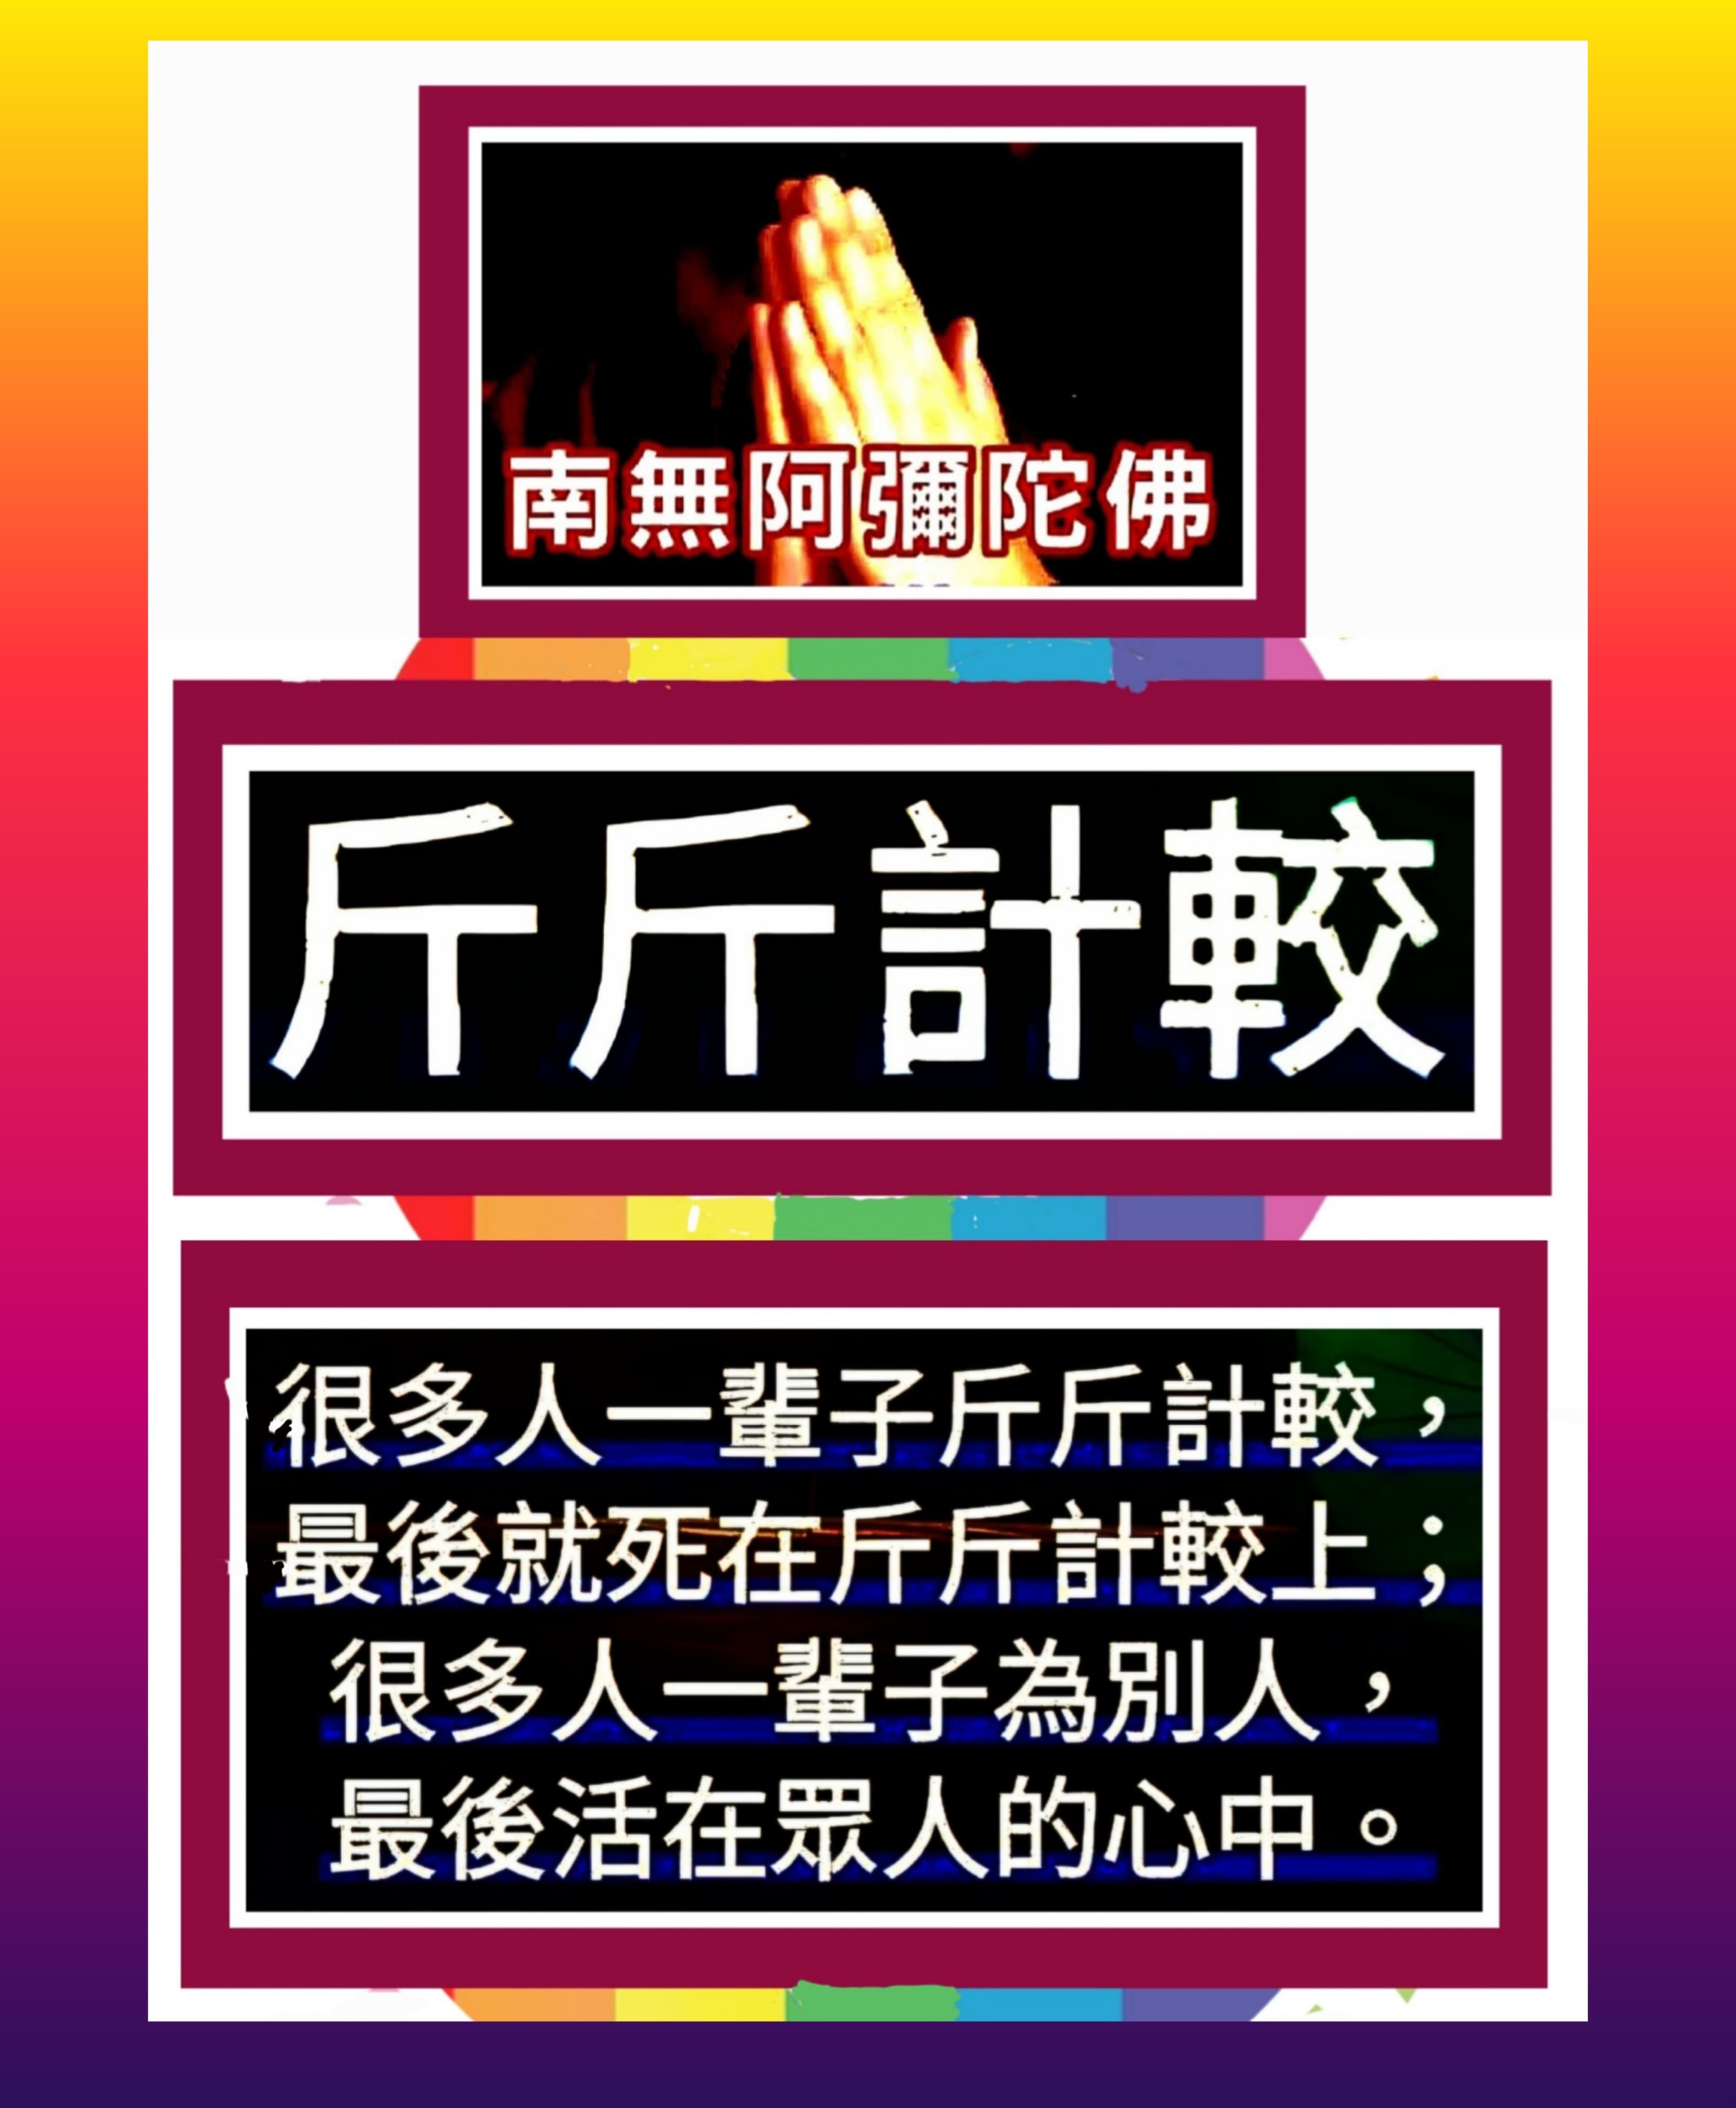 南無阿彌陀佛
斤斤計較
很多人一輩子斤斤計較，
最後就死在斤斤計較上；
很多人一輩子為別人，
最後活在眾人的心中。